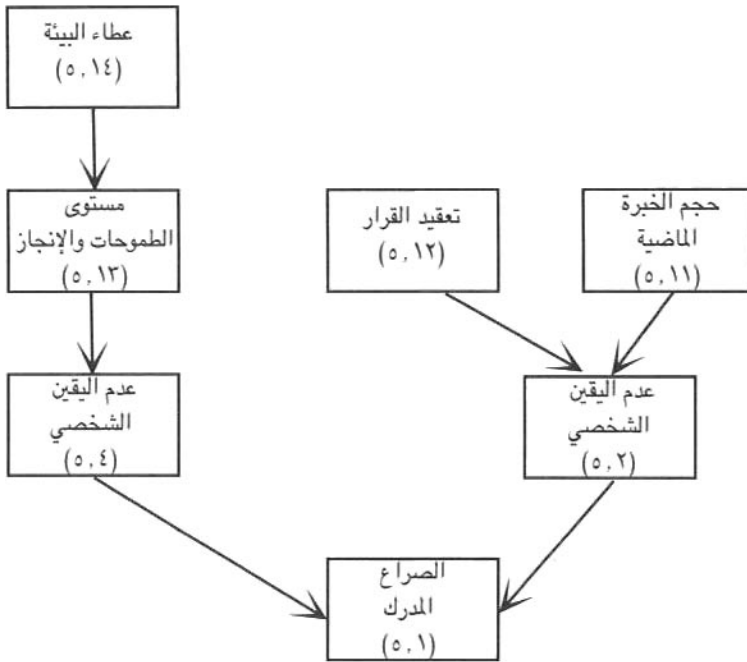 عطاء البيئة
(٥,١٤)
مستوى
الطموحات والإنجاز
(٥,١٣)
تعقيد القرار
(٥,١٢)
حجم الخبرة
الماضية
(٥,١١)
عدم اليقين
الشخصي
(٥,٤)
عدم اليقين
الشخصي
(٥,٢)
الصراع
المدرك
(٥,١)